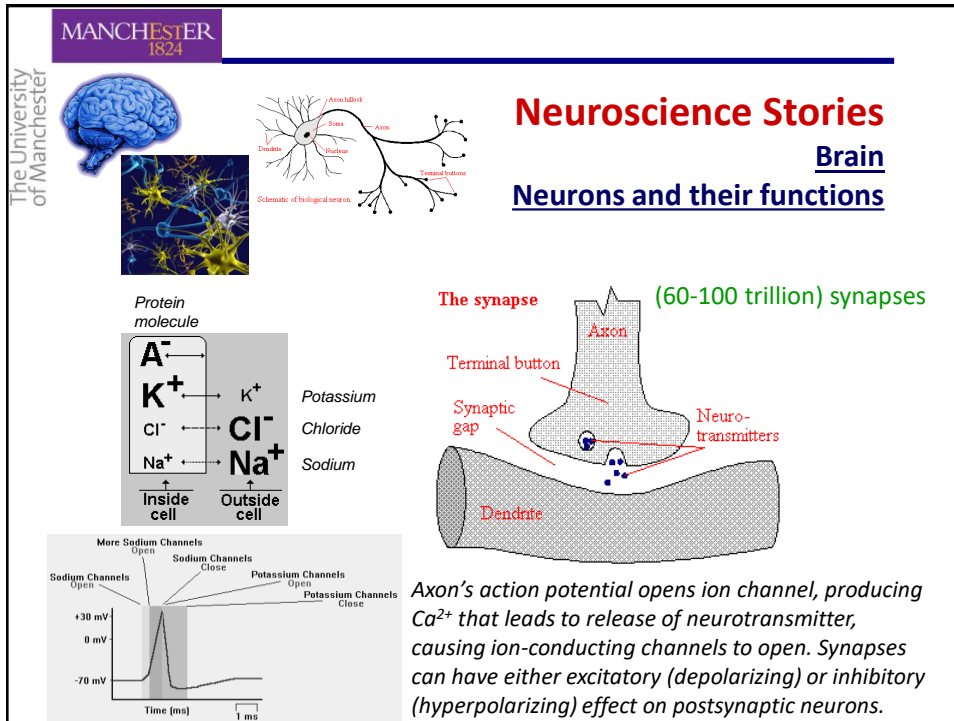 MANCHESTER
1824
The University
of Manchester
Neuroscience Stories
Brain
Neurons and their functions
Axon hillock
Soma
Axon
Dendrite
Nucleus
Terminal buttons
Schematic of biological neuron.
Protein
molecule
A-
K+ K+ Potassium
Cl- Cl- Chloride
Na+ Na+ Sodium
Inside Outside
cell cell
The synapse
(60-100 trillion) synapses
Axon
Terminal button
Synaptic
gap
Neuro-
transmitters
Dendrite
More Sodium Channels
Open
Sodium Channels
Close
Sodium Channels
Open
Potassium Channels
Open
Potassium Channels
Close
+30 mV
0 mV
-70 mV
Time (ms)
1 ms
Axon’s action potential opens ion channel, producing
Ca2+ that leads to release of neurotransmitter,
causing ion-conducting channels to open. Synapses
can have either excitatory (depolarizing) or inhibitory
(hyperpolarizing) effect on postsynaptic neurons.